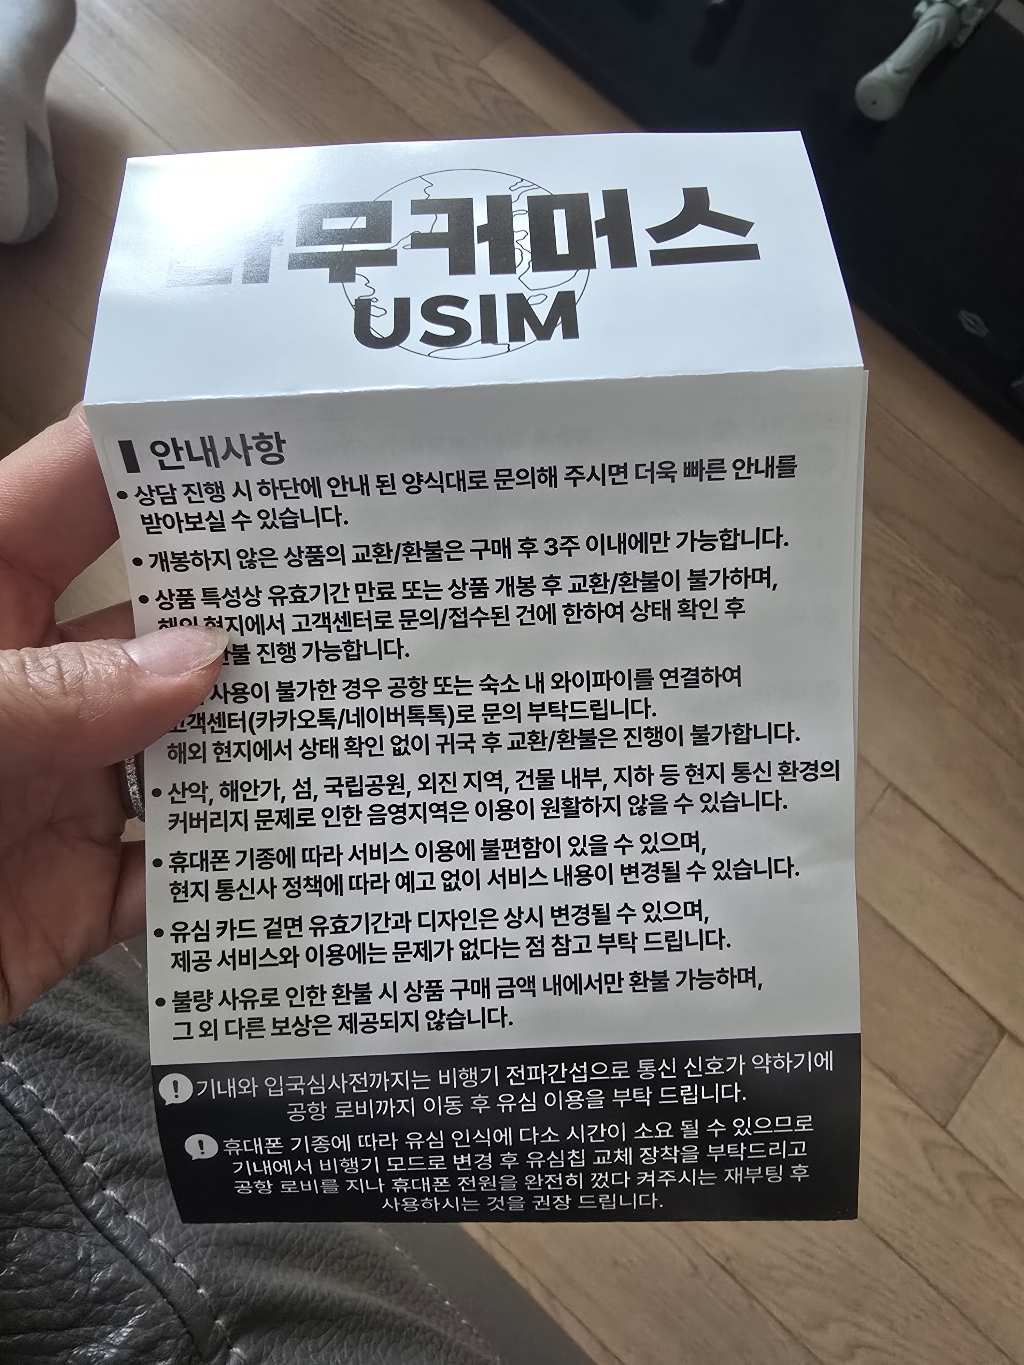 무커머스
USIM
안내사항
• 상담 진행 시 하단에 안내 된 양식대로 문의해 주시면 더욱 빠른 안내를
받아보실 수 있습니다.
• 개봉하지 않은 상품의 교환/환불은 구매 후 3주 이내에만 가능합니다.
• 상품 특성상 유효기간 만료 또는 상품 개봉 후 교환/환불이 불가하며,
해외 현지에서 고객센터로 문의/접수된 건에 한하여 상태 확인 후
환불 진행 가능합니다.
사용이 불가한 경우 공항 또는 숙소 내 와이파이를 연결하여
고객센터(카카오톡/네이버톡톡)로 문의 부탁드립니다.
해외 현지에서 상태 확인 없이 귀국 후 교환/환불은 진행이 불가합니다.
• 산악, 해안가, 섬, 국립공원, 외진 지역, 건물 내부, 지하 등 현지 통신 환경의
커버리지 문제로 인한 음영지역은 이용이 원활하지 않을 수 있습니다.
• 휴대폰 기종에 따라 서비스 이용에 불편함이 있을 수 있으며,
현지 통신사 정책에 따라 예고 없이 서비스 내용이 변경될 수 있습니다.
• 유심 카드 겉면 유효기간과 디자인은 상시 변경될 수 있으며,
제공 서비스와 이용에는 문제가 없다는 점 참고 부탁 드립니다.
• 불량 사유로 인한 환불 시 상품 구매 금액 내에서만 환불 가능하며,
그 외 다른 보상은 제공되지 않습니다.
! 기내와 입국심사전까지는 비행기 전파간섭으로 통신 신호가 약하기에
공항 로비까지 이동 후 유심 이용을 부탁 드립니다.
! 휴대폰 기종에 따라 유심 인식에 다소 시간이 소요 될 수 있으므로
기내에서 비행기 모드로 변경 후 유심칩 교체 장착을 부탁드리고
공항 로비를 지나 휴대폰 전원을 완전히 껐다 켜주시는 재부팅 후
사용하시는 것을 권장 드립니다.